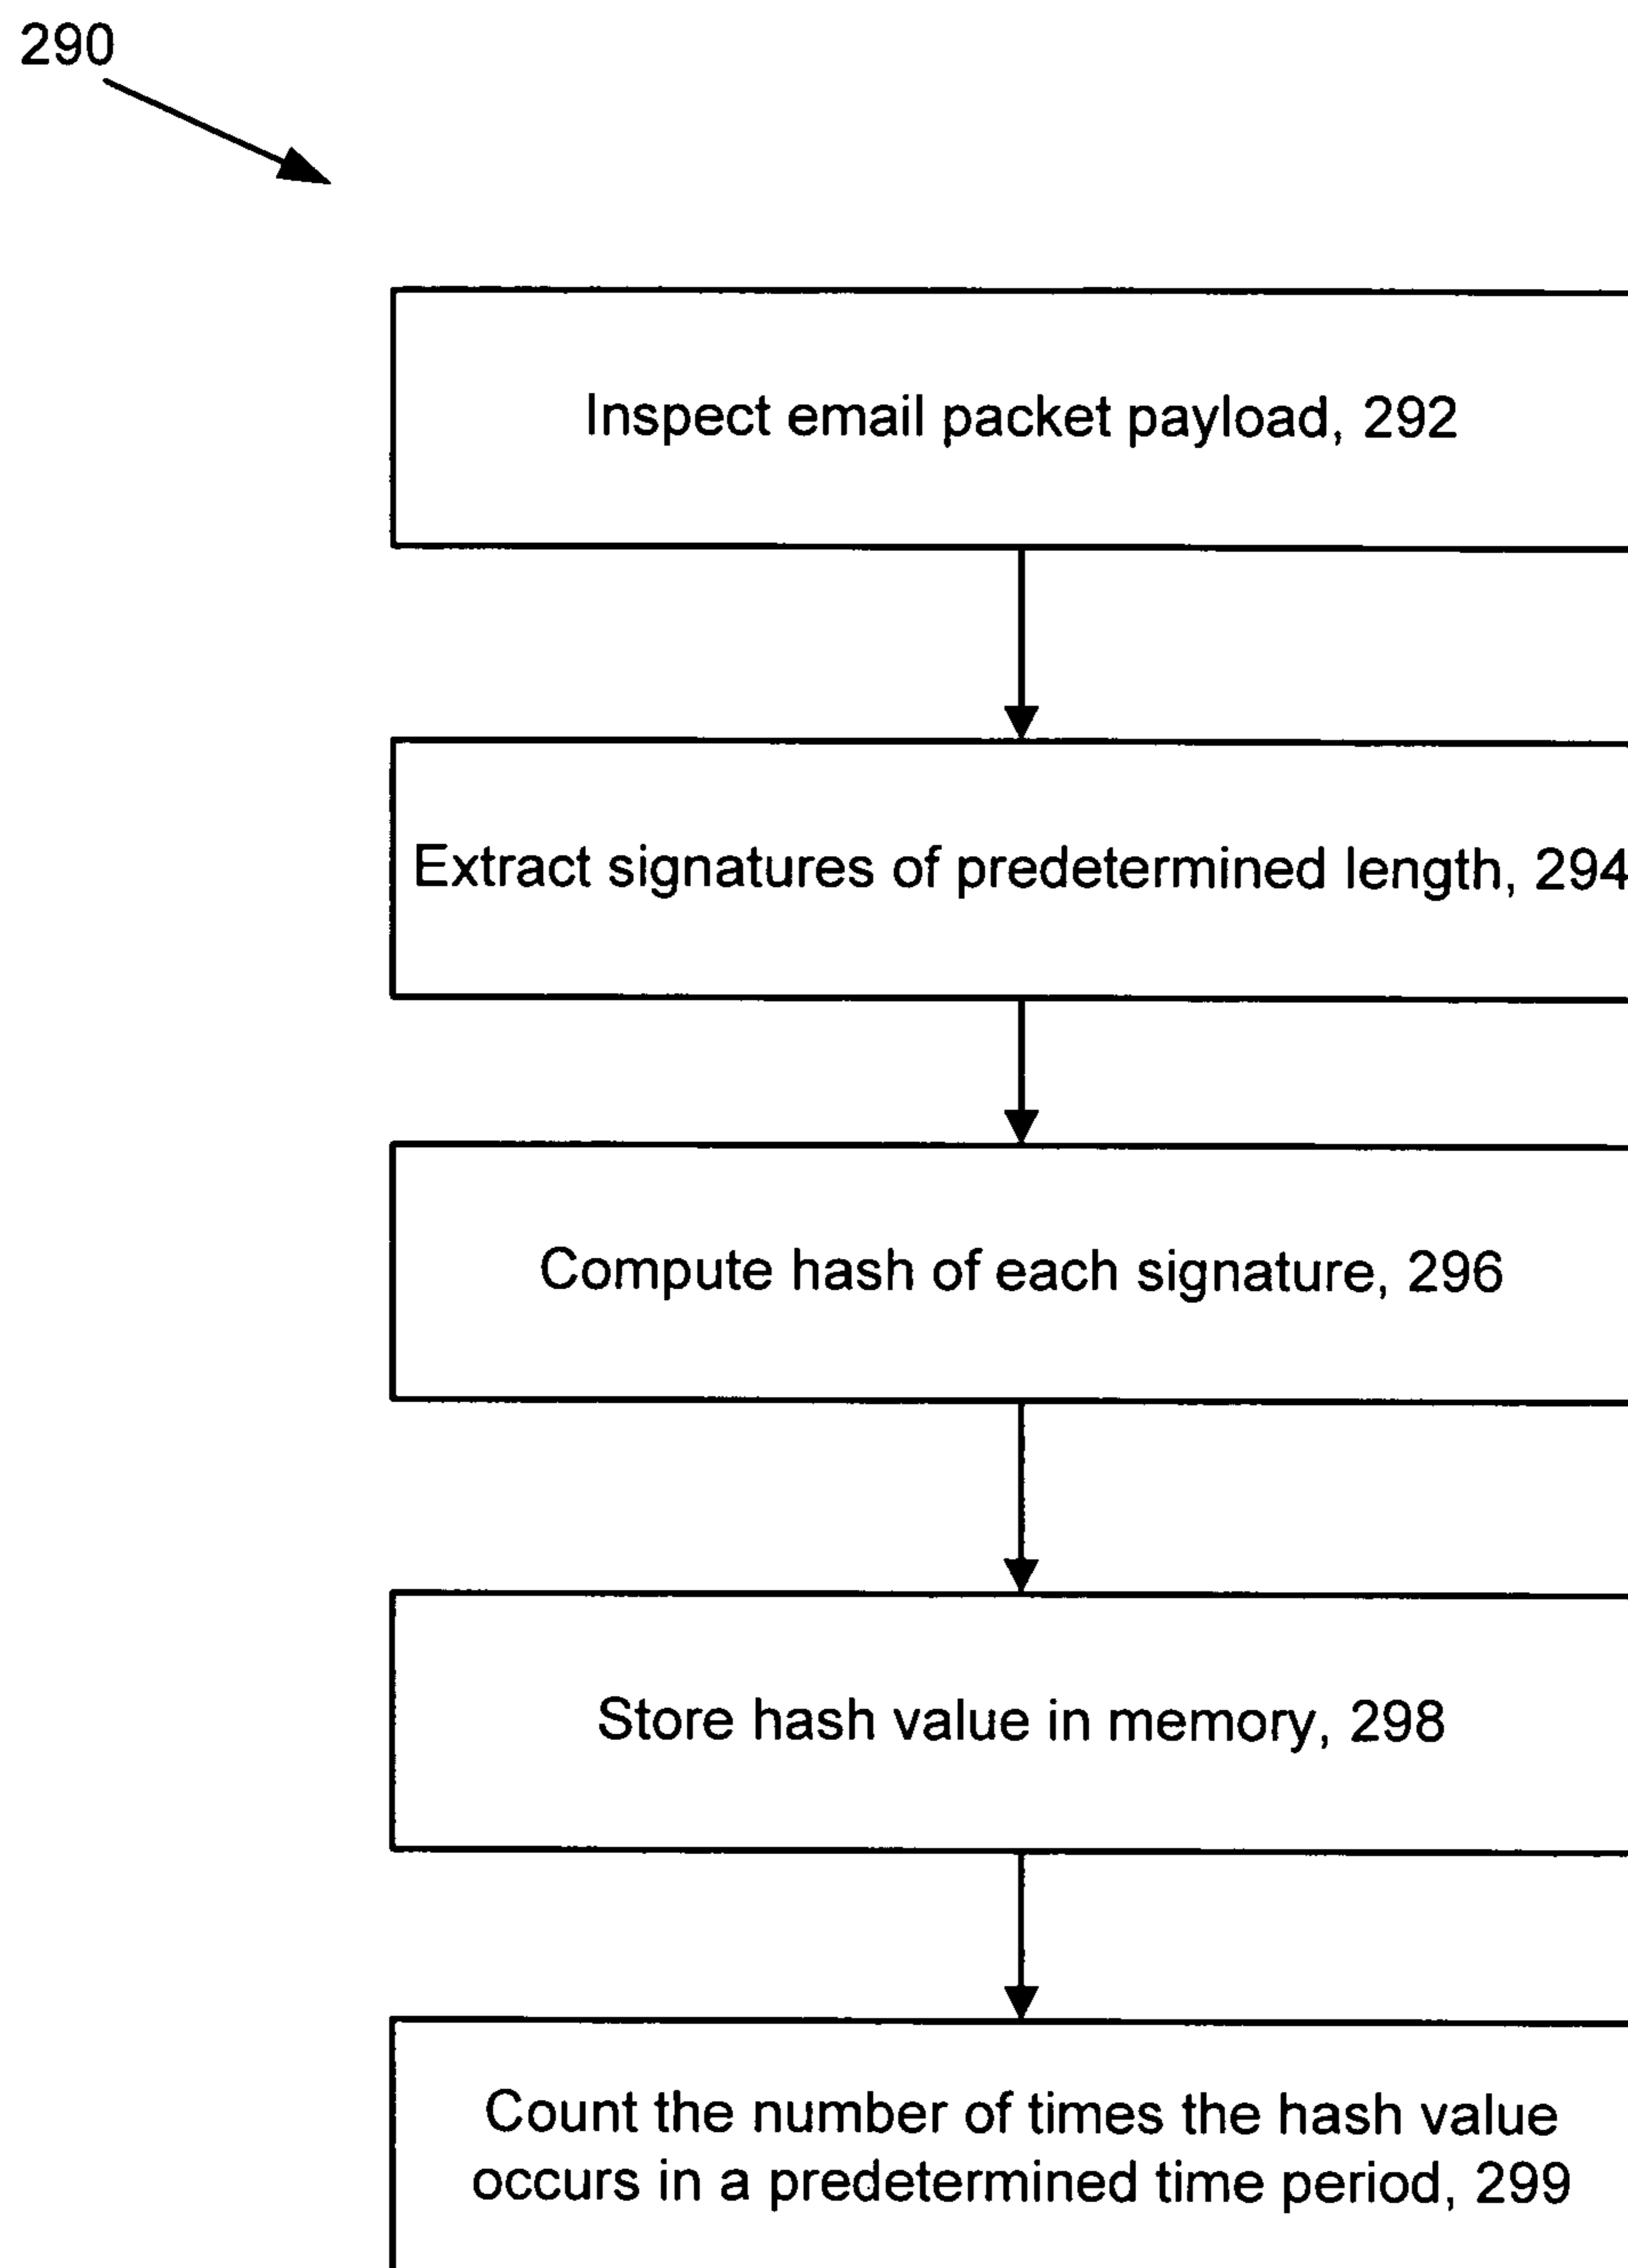 290
Inspect email packet payload, 292
Extract signatures of predetermined length, 294
Compute hash of each signature, 296
Store hash value in memory, 298
Count the number of times the hash value
occurs in a predetermined time period, 299